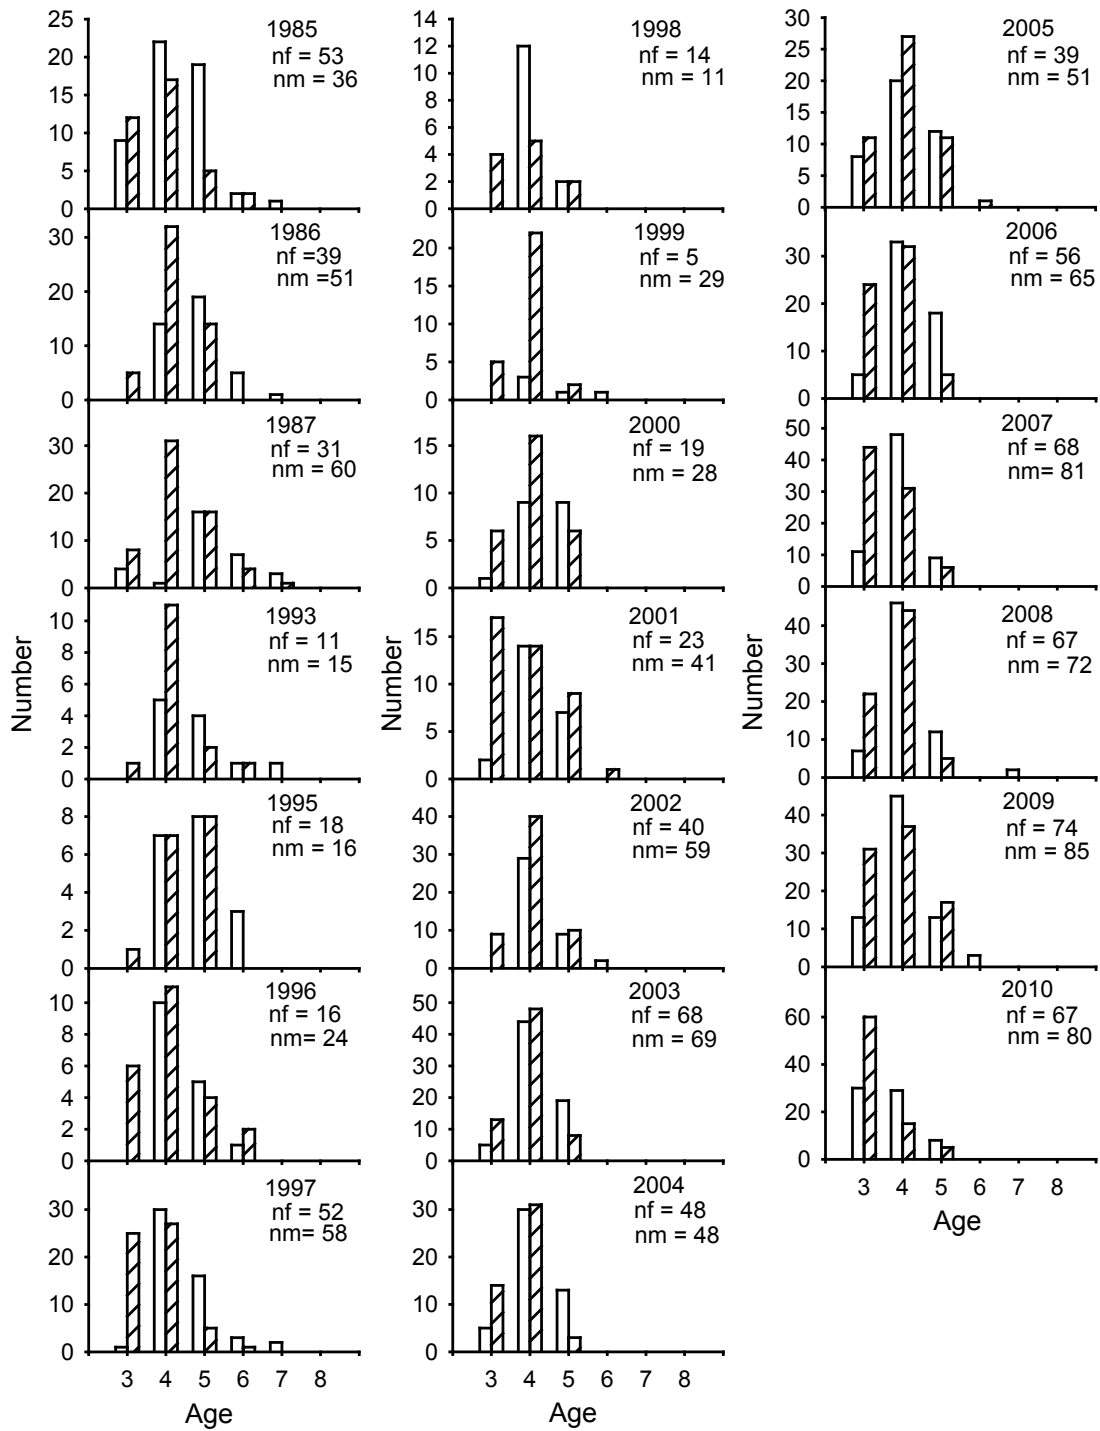 1985
nf = 53
nm = 36
25
20
15
10
5
0
1986
nf =39
nm =51
30
20
10
0
1987
nf = 31
nm = 60
30
20
10
0
1993
nf = 11
nm = 15
10
8
6
4
2
0
1995
nf = 18
nm = 16
8
6
4
2
0
1996
nf = 16
nm= 24
10
8
6
4
2
0
1997
nf = 52
nm= 58
30
20
10
0
3 4 5 6 7 8
Age
Number
1998
nf = 14
nm = 11
14
12
10
8
6
4
2
0
1999
nf = 5
nm = 29
20
15
10
5
0
2000
nf = 19
nm = 28
15
10
5
0
2001
nf = 23
nm = 41
15
10
5
0
2002
nf = 40
nm= 59
40
30
20
10
0
2003
nf = 68
nm = 69
50
40
30
20
10
0
2004
nf = 48
nm = 48
30
20
10
0
3 4 5 6 7 8
Age
Number
2005
nf = 39
nm = 51
30
25
20
15
10
5
0
2006
nf = 56
nm = 65
30
20
10
0
2007
nf = 68
nm= 81
50
40
30
20
10
0
2008
nf = 67
nm = 72
40
30
20
10
0
2009
nf = 74
nm = 85
40
30
20
10
0
2010
nf = 67
nm = 80
60
40
20
0
3 4 5 6 7 8
Age
Number